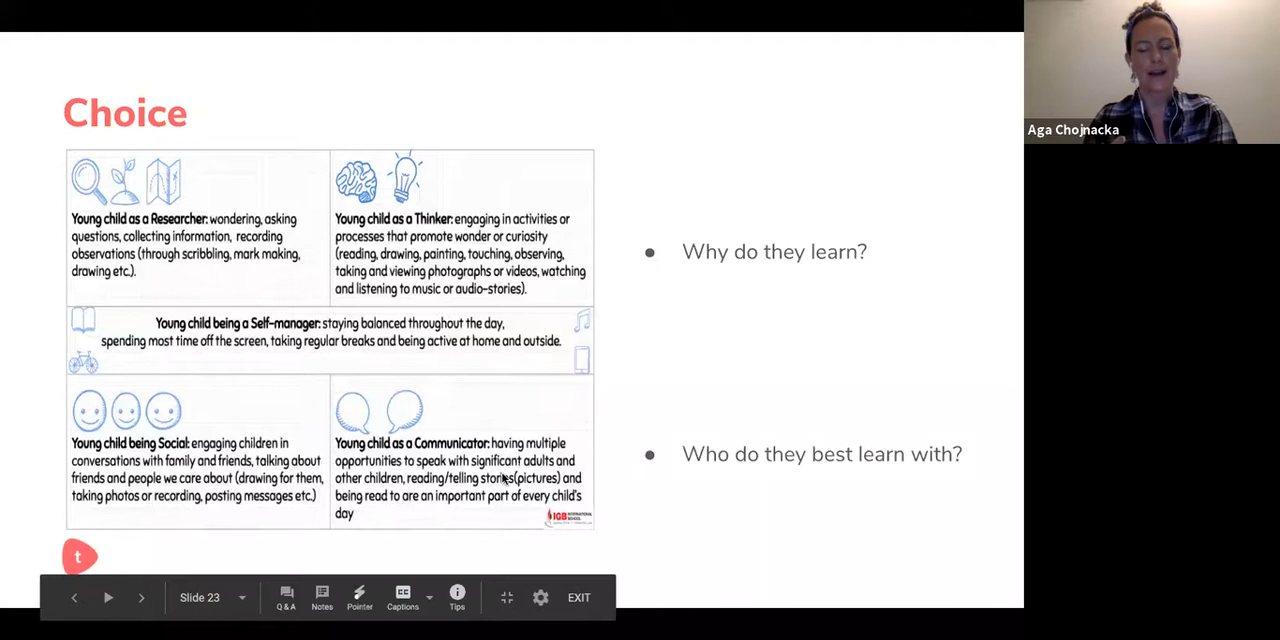 Choice
Young child as a Researcher: wondering, asking
questions, collecting information, recording
observations (through scribbling, mark making,
drawing etc.).
Young child as a Thinker: engaging in activities or
processes that promote wonder or curiosity
(reading, drawing, painting, touching, observing,
taking and viewing photographs or videos, watching
and listening to music or audio-stories).
Young child being a Self-manager: staying balanced throughout the day,
spending most time off the screen, taking regular breaks and being active at home and outside.
Young child being Social: engaging children in
conversations with family and friends, talking about
friends and people we care about (drawing for them,
taking photos or recording, posting messages etc.)
Young child as a Communicator: having multiple
opportunities to speak with significant adults and
other children, reading/telling stories(pictures) and
being read to are an important part of every child's
day
IGB INTERNATIONAL
SCHOOL
Why do they learn?
Who do they best learn with?
t
Slide 23
Q & A
Notes
Pointer
CC
Captions
Tips
EXIT
Aga Chojnacka